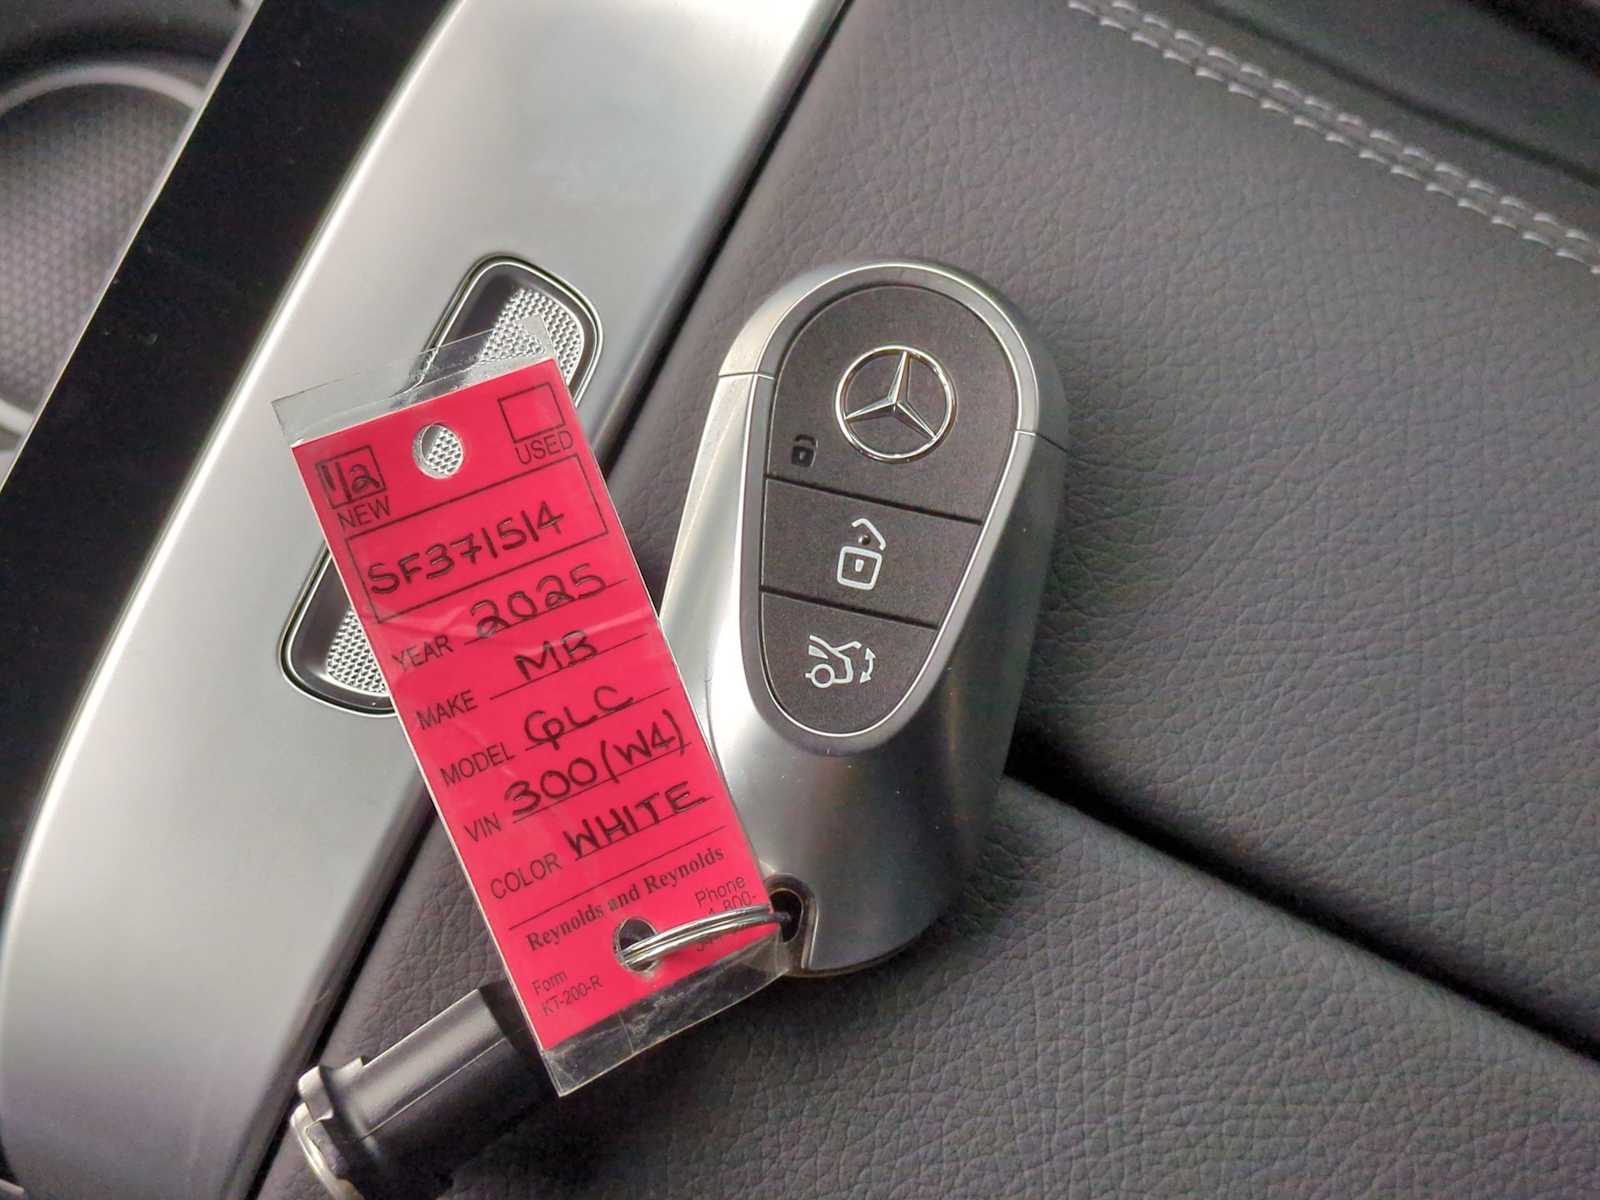 1/2
NEW
USED
SF371514
YEAR 2025
MAKE MB
MODEL GLC
VIN 300(W4)
COLOR WHITE
Reynolds and Reynolds
Phone
Form
KT-200-R